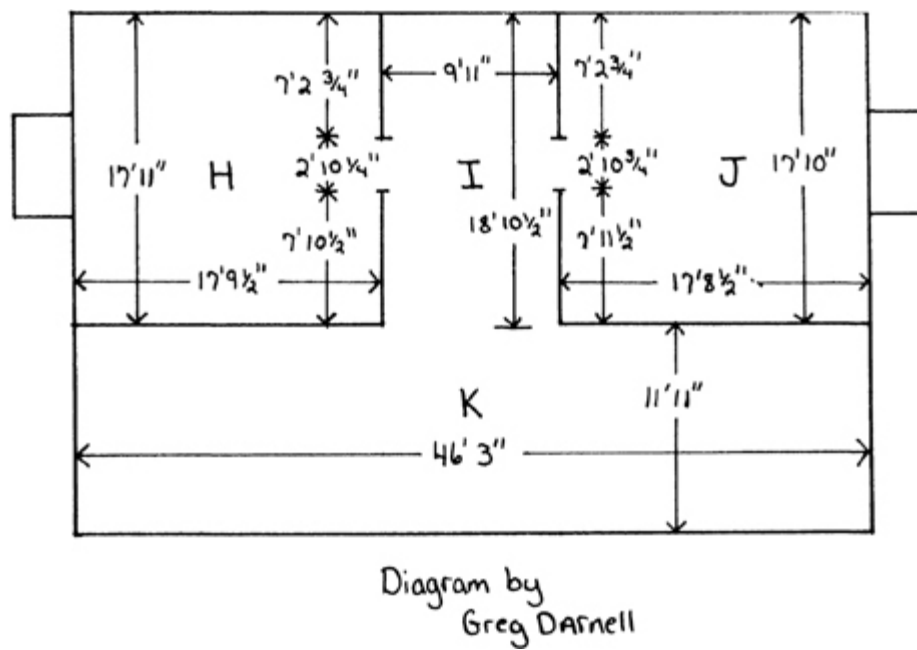 7'2 3/4"
9'11"
7'2 3/4"
17'11"
H
2'10 1/4"
I
2'10 3/4"
J
17'10"
7'10 1/2"
18'10 1/2"
7'11 1/2"
17'9 1/2"
17'8 1/2"
K
11'11"
46'3"
Diagram by
Greg Darnell